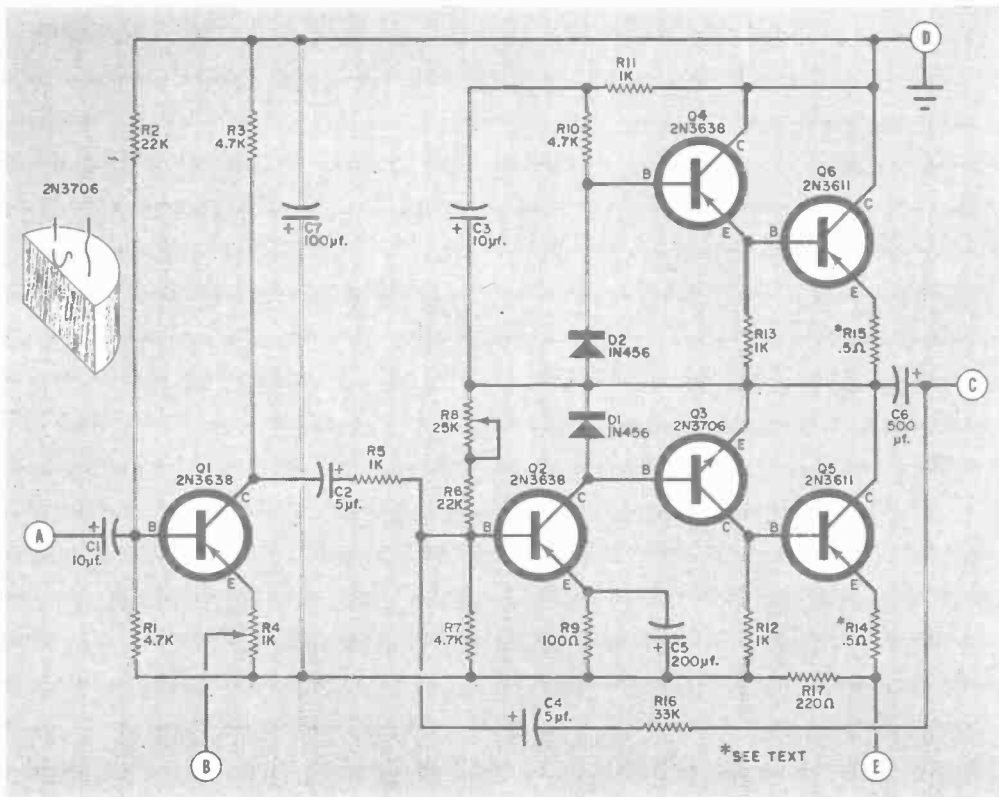 D
R11
1K
Q4
2N3638
R2
22K
R3
4.7K
R10
4.7K
C
Q6
2N3611
2N3706
B
C
+
C7
100µf.
+
C3
10µf.
E
B
E
D2
IN456
R13
1K
*R15
.5Ω
+
C
C6
500
µf.
R8
25K
D1
IN456
Q3
2N3706
E
Q1
2N3638
R5
1K
Q2
2N3638
B
Q5
2N3611
C
+
C2
5µf.
R6
22K
C
C
C
A
+
C1
10µf.
B
B
B
E
E
E
R1
4.7K
R4
1K
R7
4.7K
R9
100Ω
+
C5
200µf.
R12
1K
*R14
.5Ω
R17
220Ω
+
C4
5µf.
R16
33K
*SEE TEXT
B
E